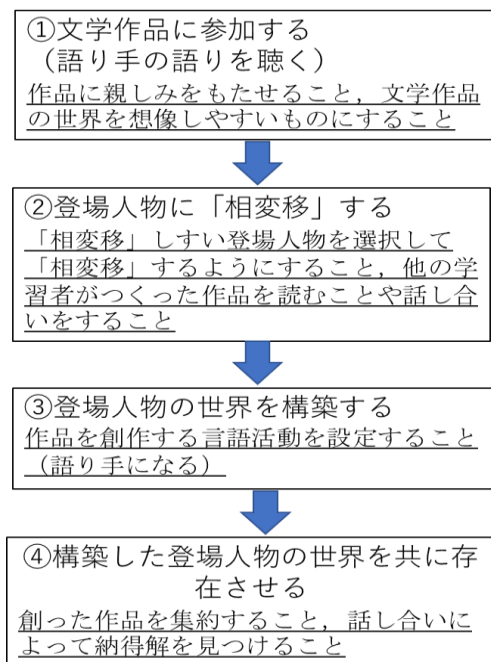 ①文学作品に参加する
（語り手の語りを聴く）
作品に親しみをもたせること，文学作品
の世界を想像しやすいものにすること
②登場人物に「相変移」する
「相変移」しすい登場人物を選択して
「相変移」するようにすること，他の学
習者がつくった作品を読むことや話し合
いをすること
③登場人物の世界を構築する
作品を創作する言語活動を設定すること
（語り手になる）
④構築した登場人物の世界を共に存
在させる
創った作品を集約すること，話し合いに
よって納得解を見つけること